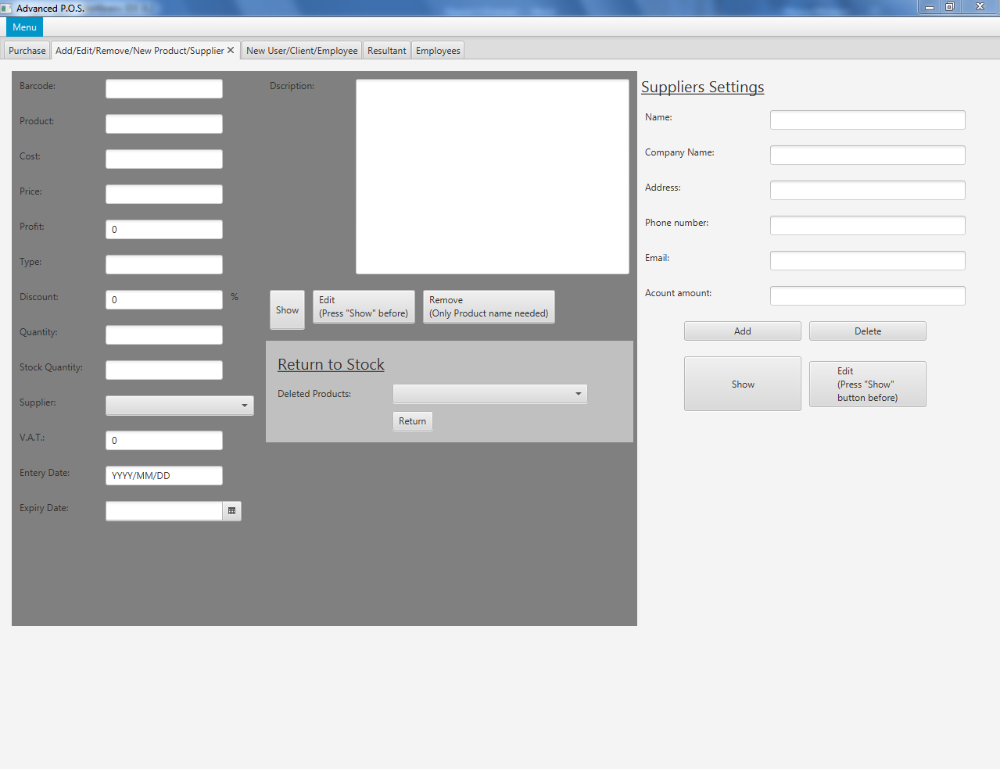 Advanced P.O.S.
Menu
Purchase
Add/Edit/Remove/New Product/Supplier
New User/Client/Employee
Resultant
Employees
Barcode:
Product:
Cost:
Price:
Profit:
0
Type:
Discount:
0
%
Quantity:
Stock Quantity:
Supplier:
V.A.T.:
0
Entery Date:
YYYY/MM/DD
Expiry Date:
Dscription:
Show
Edit
(Press "Show" before)
Remove
(Only Product name needed)
Return to Stock
Deleted Products:
Return
Suppliers Settings
Name:
Company Name:
Address:
Phone number:
Email:
Acount amount:
Add
Delete
Show
Edit
(Press "Show"
button before)